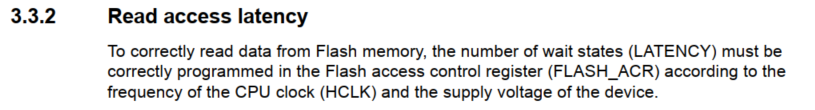 3.3.2 Read access latency
To correctly read data from Flash memory, the number of wait states (LATENCY) must be
correctly programmed in the Flash access control register (FLASH_ACR) according to the
frequency of the CPU clock (HCLK) and the supply voltage of the device.